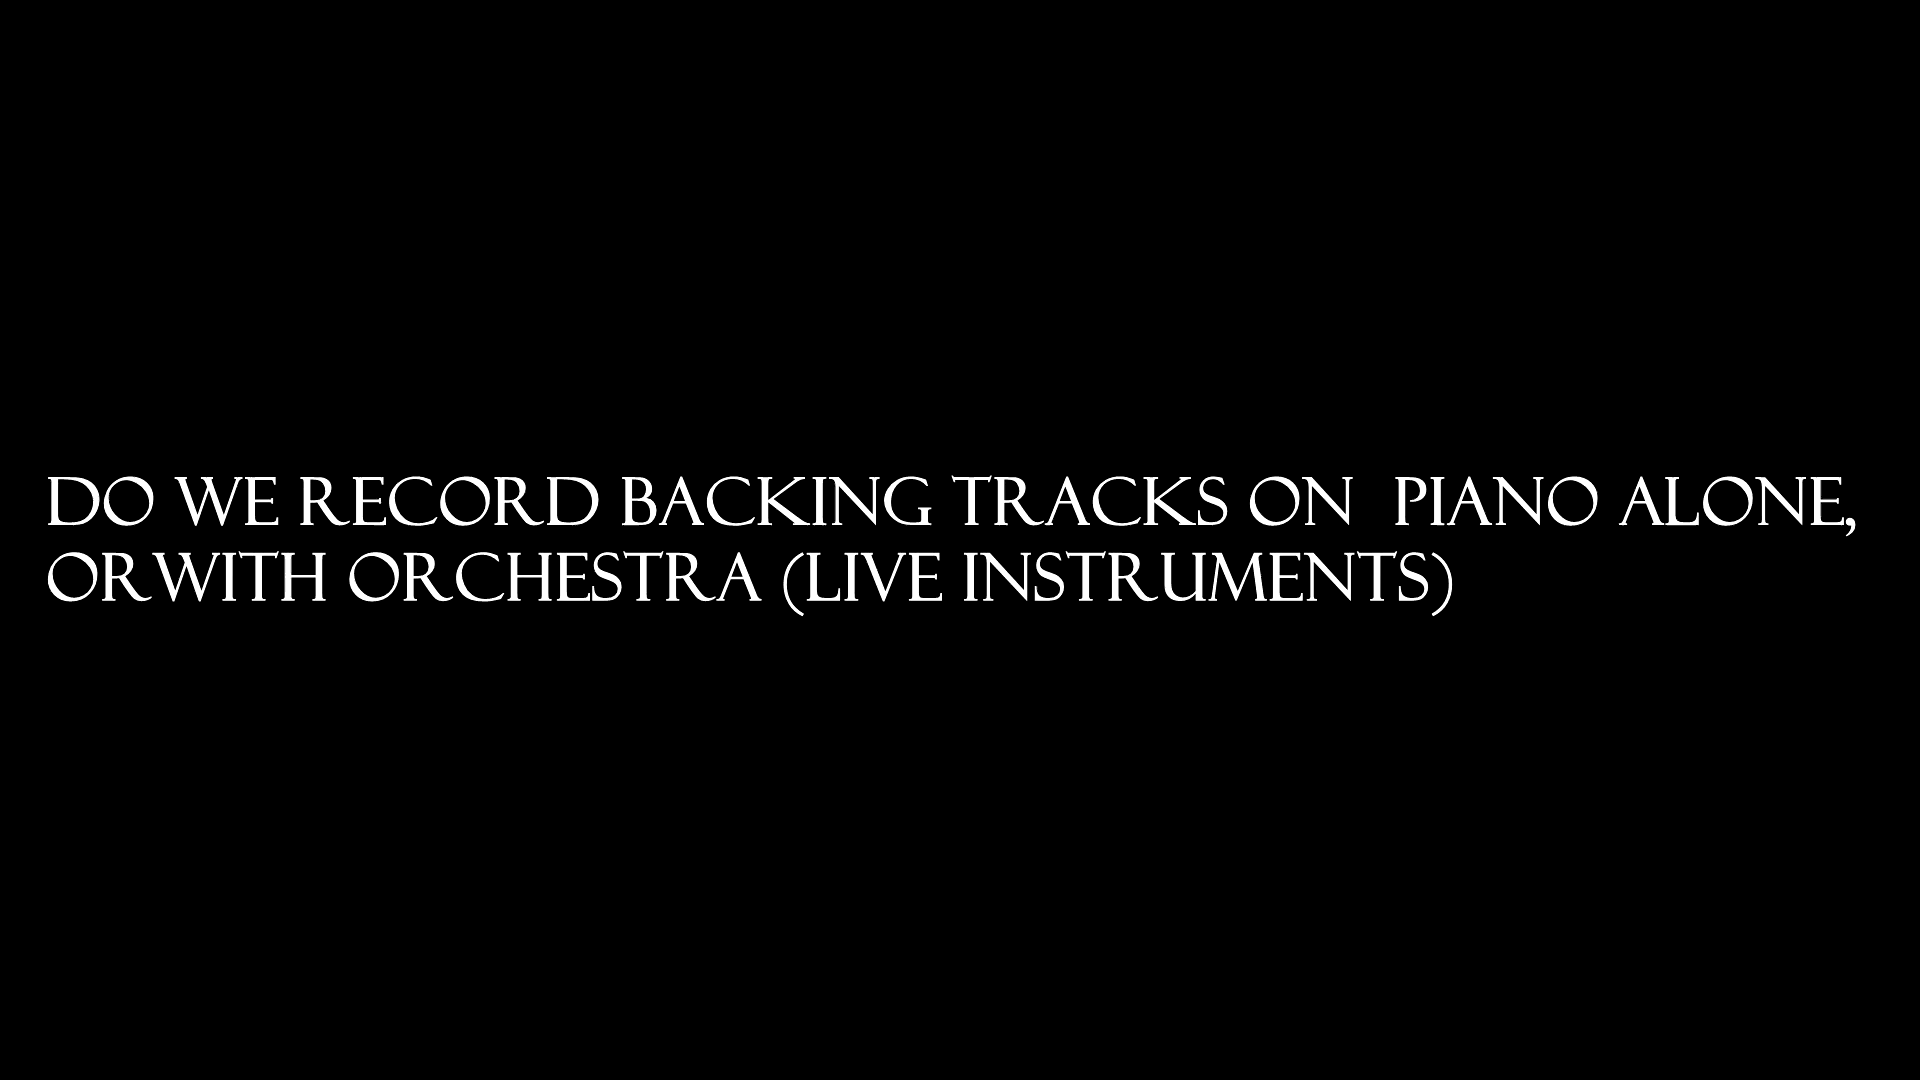 DO WE RECORD BACKING TRACKS ON  PIANO ALONE,
ORWITH ORCHESTRA (LIVE INSTRUMENTS)